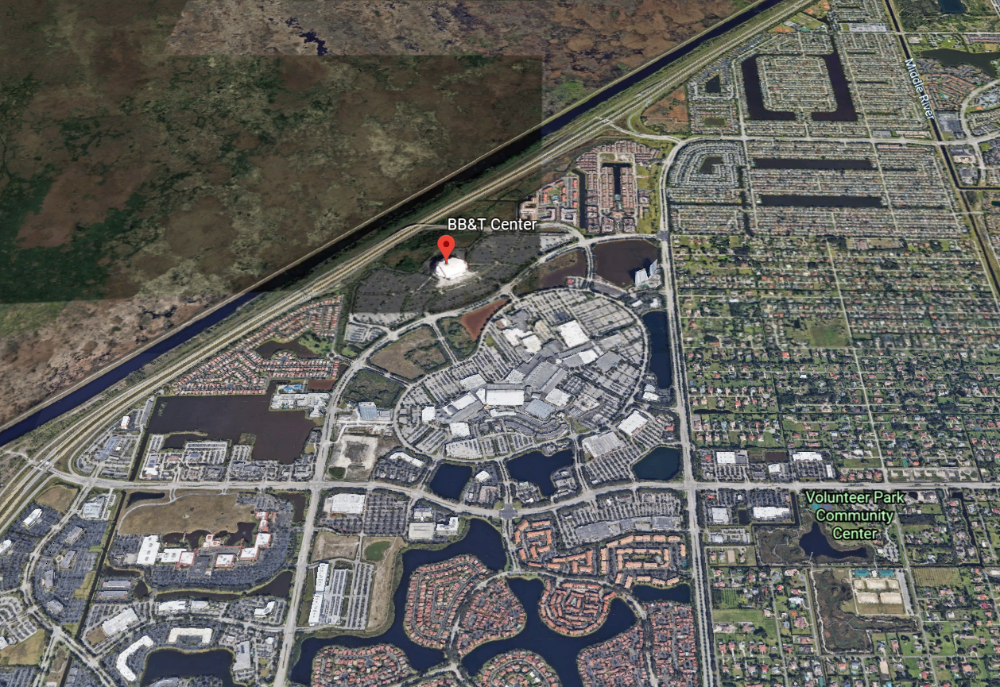 Middle River
BB&T Center
Volunteer Park
Community
Center